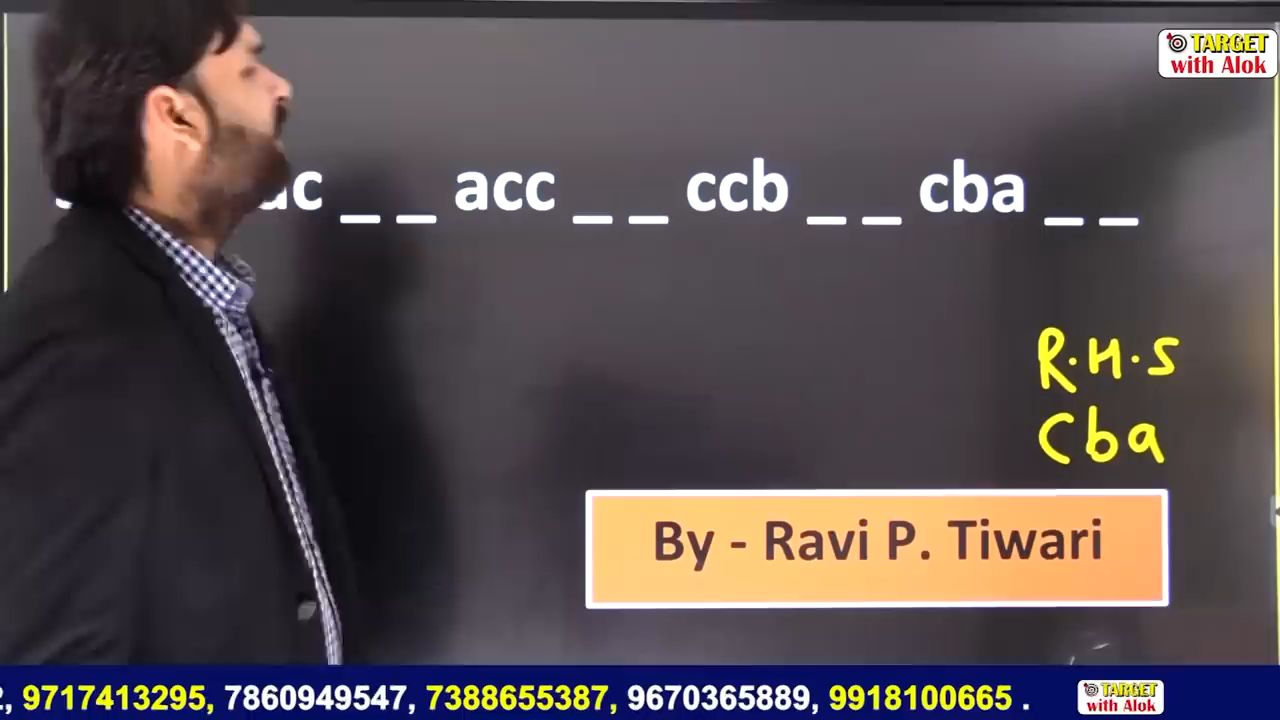 TARGET
with Alok
ac _ _ acc _ _ ccb _ _ cba _ _
R.H.S
Cba
By - Ravi P. Tiwari
, 9717413295, 7860949547, 7388655387, 9670365889, 9918100665 .
TARGET
with Alok